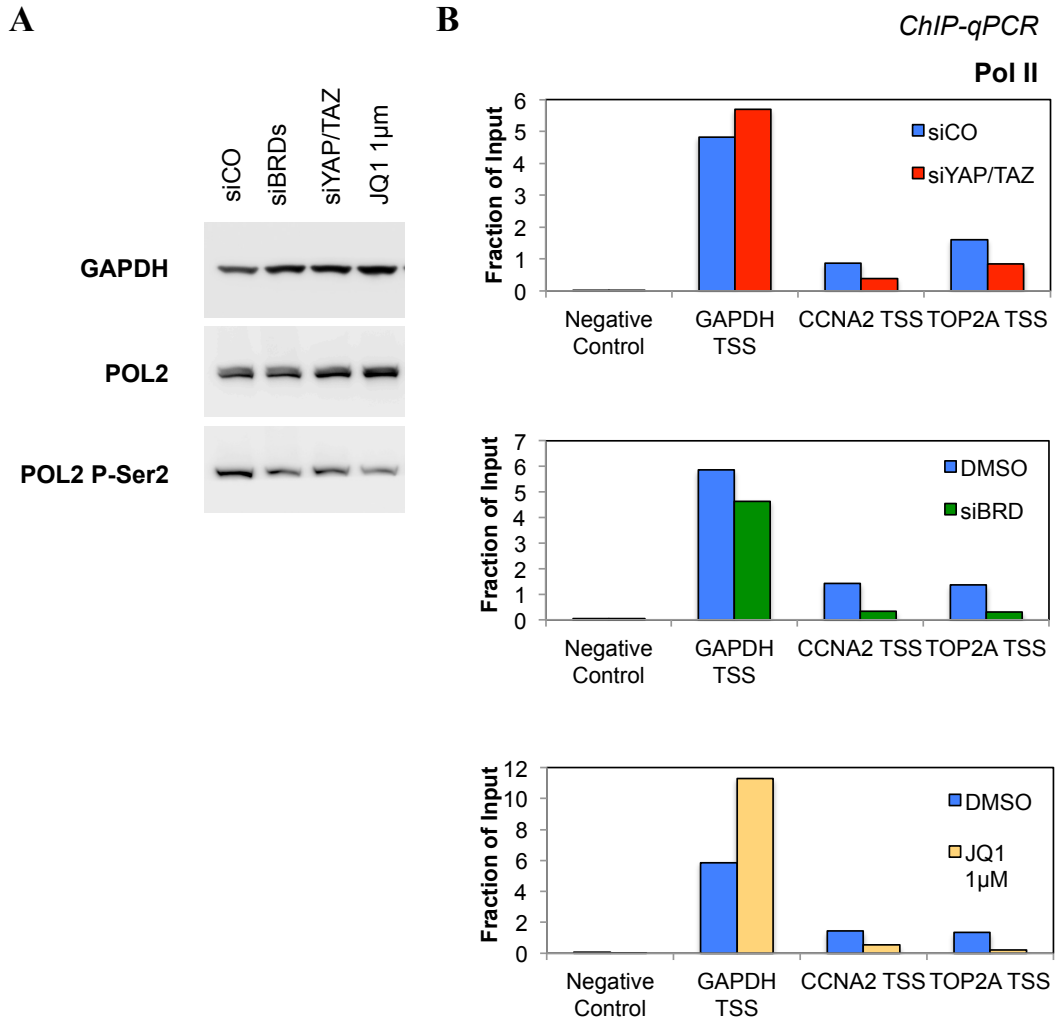 A
siCO
siBRDs
siYAP/TAZ
JQ1 1µm
GAPDH
POL2
POL2 P-Ser2
B
ChIP-qPCR
Pol II
Fraction of Input
6
5
4
3
2
1
0
siCO
siYAP/TAZ
Negative
Control
GAPDH
TSS
CCNA2 TSS
TOP2A TSS
Fraction of Input
7
6
5
4
3
2
1
0
DMSO
siBRD
Negative
Control
GAPDH
TSS
CCNA2 TSS
TOP2A TSS
Fraction of Input
12
10
8
6
4
2
0
DMSO
JQ1
1µM
Negative
Control
GAPDH
TSS
CCNA2 TSS
TOP2A TSS